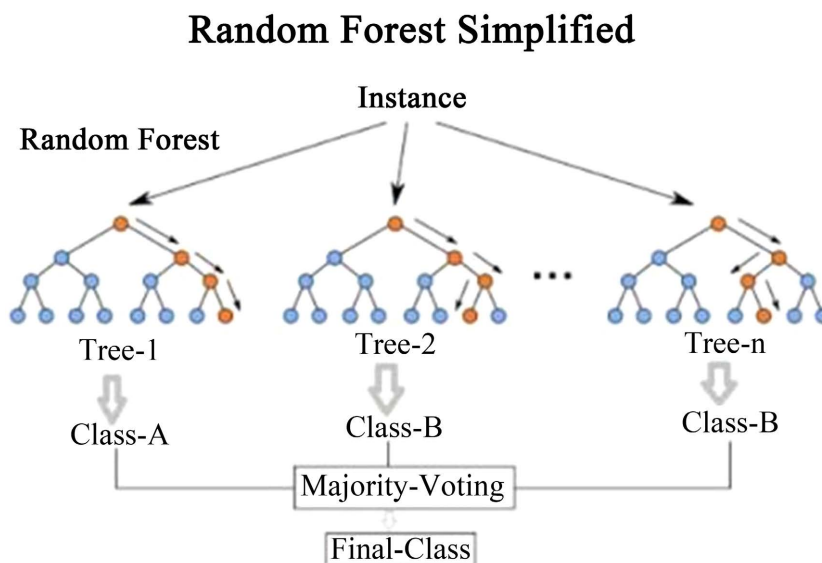 Random Forest Simplified
Instance
Random Forest
...
Tree-1
Tree-2
Tree-n
Class-A
Class-B
Class-B
Majority-Voting
Final-Class